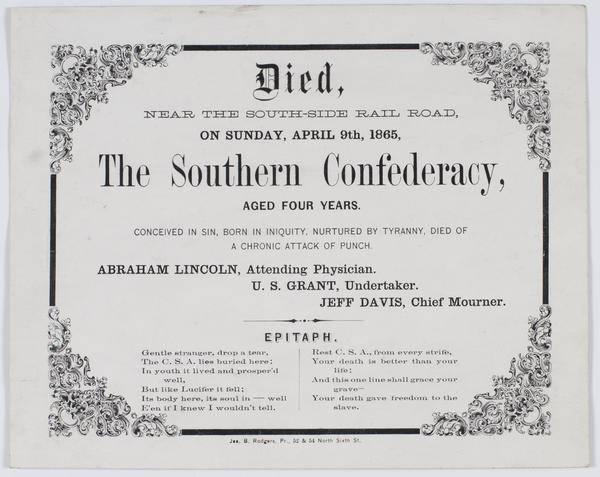 Died,
NEAR THE SOUTH-SIDE RAIL ROAD,
ON SUNDAY, APRIL 9th, 1865,
The Southern Confederacy,
AGED FOUR YEARS.
CONCEIVED IN SIN, BORN IN INIQUITY, NURTURED BY TYRANNY, DIED OF
A CHRONIC ATTACK OF PUNCH.
ABRAHAM LINCOLN, Attending Physician.
U. S. GRANT, Undertaker.
JEFF DAVIS, Chief Mourner.
EPITAPH.
Gentle stranger, drop a tear,
The C. S. A. lies buried here;
In youth it lived and prosper'd
well,
But like Lucifer it fell;
Its body here, its soul in — well
E'en if I knew I wouldn't tell.
Rest C. S. A., from every strife,
Your death is better than your
life;
And this one line shall grace your
grave—
Your death gave freedom to the
slave.
Jas. B. Rodgers, Pr., 52 & 54 North Sixth St.